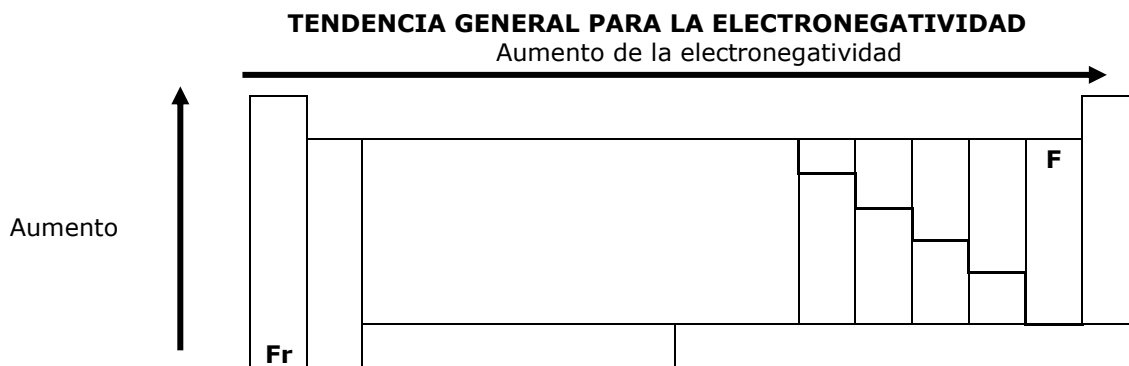 TENDENCIA GENERAL PARA LA ELECTRONEGATIVIDAD
Aumento de la electronegatividad
F
Aumento
Fr